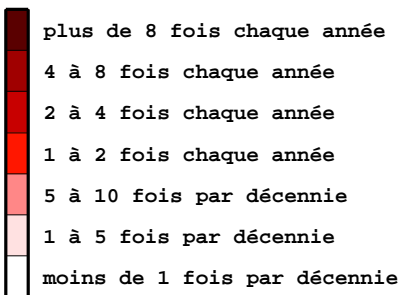 plus de 8 fois chaque année
4 à 8 fois chaque année
2 à 4 fois chaque année
1 à 2 fois chaque année
5 à 10 fois par décennie
1 à 5 fois par décennie
moins de 1 fois par décennie